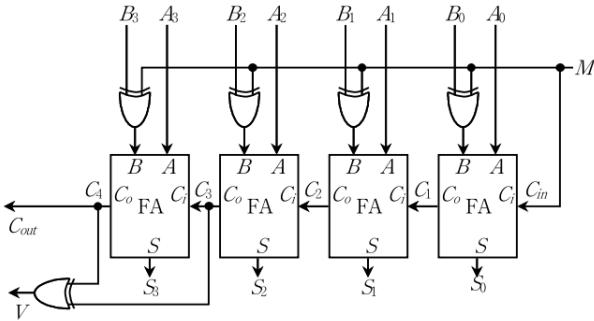 B3 A3 B2 A2 B1 A1 B0 A0
M
B A B A B A B A
C4 Co FA Ci C3 Co FA Ci C2 Co FA Ci C1 Co FA Ci Cin
Cout
S S S S
S3 S2 S1 S0
V